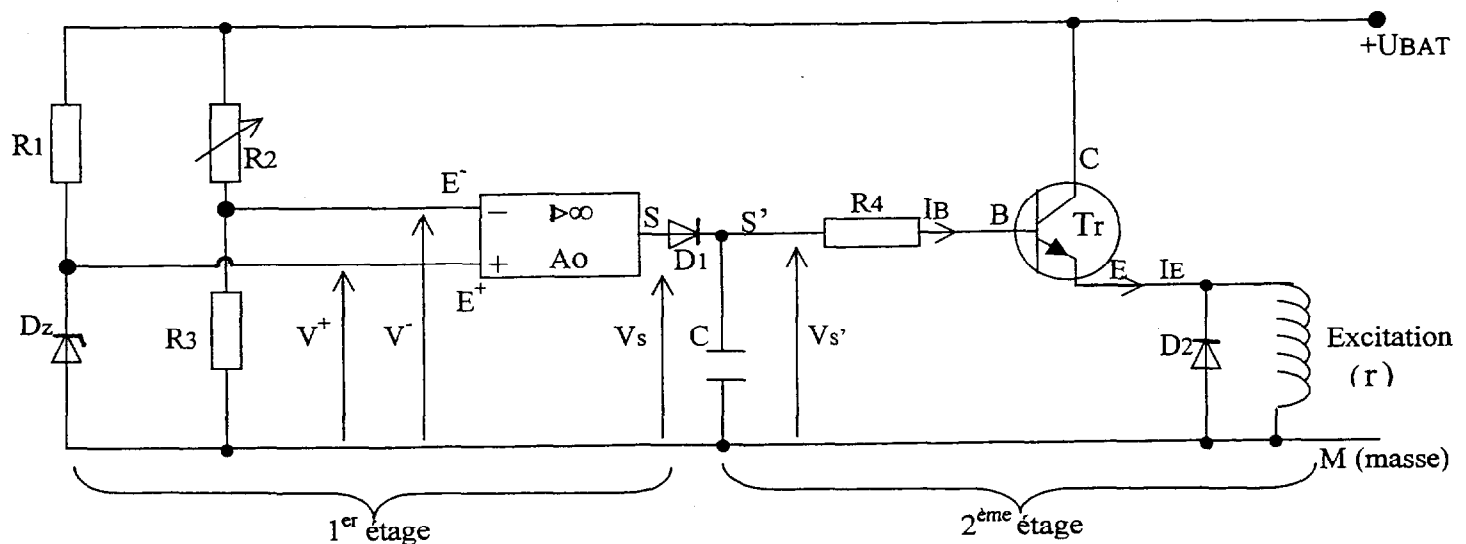 +UBAT
R1
R2
C
E-
▷∞
S
S'
R4
IB
B
Tr
−
+
AO
D1
E+
E
IE
Dz
R3
V+
V-
Vs
C
Vs'
D2
Excitation
(r)
M (masse)
1er étage
2ème étage